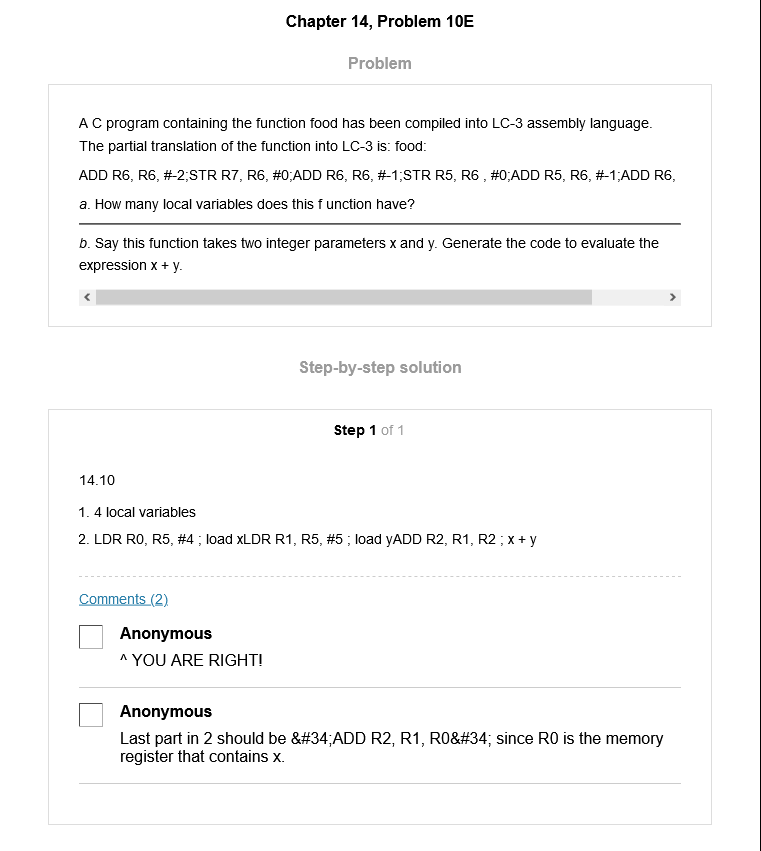 Chapter 14, Problem 10E
Problem
A C program containing the function food has been compiled into LC-3 assembly language.
The partial translation of the function into LC-3 is: food:
ADD R6, R6, #-2;STR R7, R6, #0;ADD R6, R6, #-1;STR R5, R6 , #0;ADD R5, R6, #-1;ADD R6,
a. How many local variables does this f unction have?
b. Say this function takes two integer parameters x and y. Generate the code to evaluate the
expression x + y.
Step-by-step solution
Step 1 of 1
14.10
1. 4 local variables
2. LDR R0, R5, #4 ; load xLDR R1, R5, #5 ; load yADD R2, R1, R2 ; x + y
Comments (2)
Anonymous
^ YOU ARE RIGHT!
Anonymous
Last part in 2 should be &#34;ADD R2, R1, R0&#34; since R0 is the memory
register that contains x.